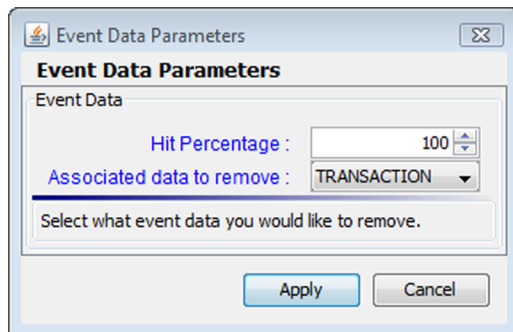 Event Data Parameters
Event Data Parameters
Event Data
Hit Percentage : 100
Associated data to remove : TRANSACTION
Select what event data you would like to remove.
Apply Cancel